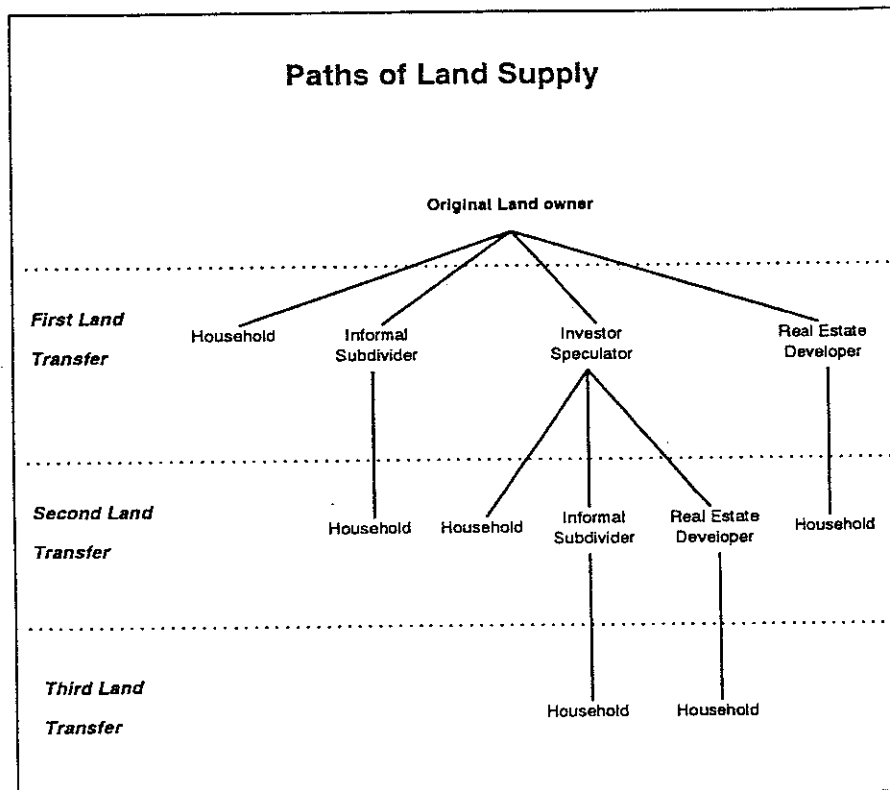 Paths of Land Supply
Original Land owner
First Land
Transfer
Household
Informal
Subdivider
Investor
Speculator
Real Estate
Developer
Second Land
Transfer
Household
Household
Informal
Subdivider
Real Estate
Developer
Household
Third Land
Transfer
Household
Household